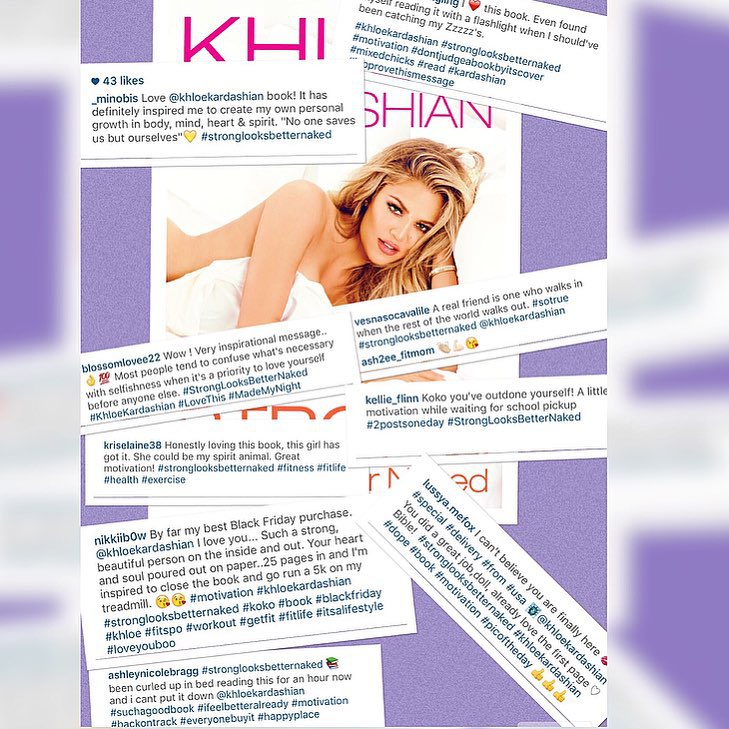 KHL
gling I ❤️ this book. Even found
myself reading it with a flashlight when I should've
been catching my Zzzzz's.
#khloekardashian #stronglooksbetternaked
#motivation #dontjudgeabookbyitscover
#mixedchicks #read #kardashian
provethismessage
SHIAN
43 likes
_minobis Love @khloekardashian book! It has
definitely inspired me to create my own personal
growth in body, mind, heart & spirit. "No one saves
us but ourselves"💛 #stronglooksbetternaked
vesnasocavalile A real friend is one who walks in
when the rest of the world walks out. #sotrue
#stronglooksbetternaked @khloekardashian
ash2ee_fitmom 👏💪😘
blossomlovee22 Wow ! Very inspirational message..
👌💯 Most people tend to confuse what's necessary
with selfishness when it's a priority to love yourself
before anyone else. #StrongLooksBetterNaked
#KhloeKardashian #LoveThis #MadeMyNight
kellie_flinn Koko you've outdone yourself! A little
motivation while waiting for school pickup
#2postsoneday #StrongLooksBetterNaked
kriselaine38 Honestly loving this book, this girl has
got it. She could be my spirit animal. Great
motivation! #stronglooksbetternaked #fitness #fitlife
#health #exercise
r Naked
nikkiib0w By far my best Black Friday purchase.
@khloekardashian I love you... Such a strong,
beautiful person on the inside and out. Your heart
and soul poured out on paper..25 pages in and I'm
inspired to close the book and go run a 5k on my
treadmill. 😘😘 #motivation #khloekardashian
#stronglooksbetternaked #koko #book #blackfriday
#khloe #fitspo #workout #getfit #fitlife #itsalifestyle
#loveyouboo
lussya.mefox I can't believe you are finally here 💋
#special #delivery #from #usa @khloekardashian
You did a great job,doll, already love the first page ♡
Bible! #stronglooksbetternaked #khloekardashian
#dope #book #motivation #picoftheday 👍👍👍
ashleynicolebragg #stronglooksbetternaked 📚
been curled up in bed reading this for an hour now
and i cant put it down @khloekardashian
#suchagoodbook #ifeelbetteralready #motivation
#backontrack #everyonebuyit #happyplace